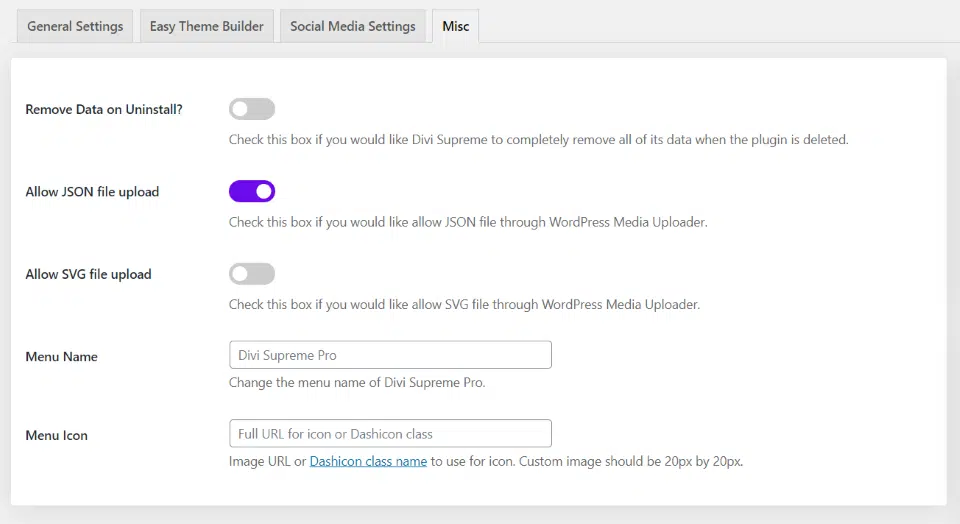 General Settings
Easy Theme Builder
Social Media Settings
Misc
Remove Data on Uninstall?
Check this box if you would like Divi Supreme to completely remove all of its data when the plugin is deleted.
Allow JSON file upload
Check this box if you would like allow JSON file through WordPress Media Uploader.
Allow SVG file upload
Check this box if you would like allow SVG file through WordPress Media Uploader.
Menu Name
Divi Supreme Pro
Change the menu name of Divi Supreme Pro.
Menu Icon
Full URL for icon or Dashicon class
Image URL or Dashicon class name to use for icon. Custom image should be 20px by 20px.